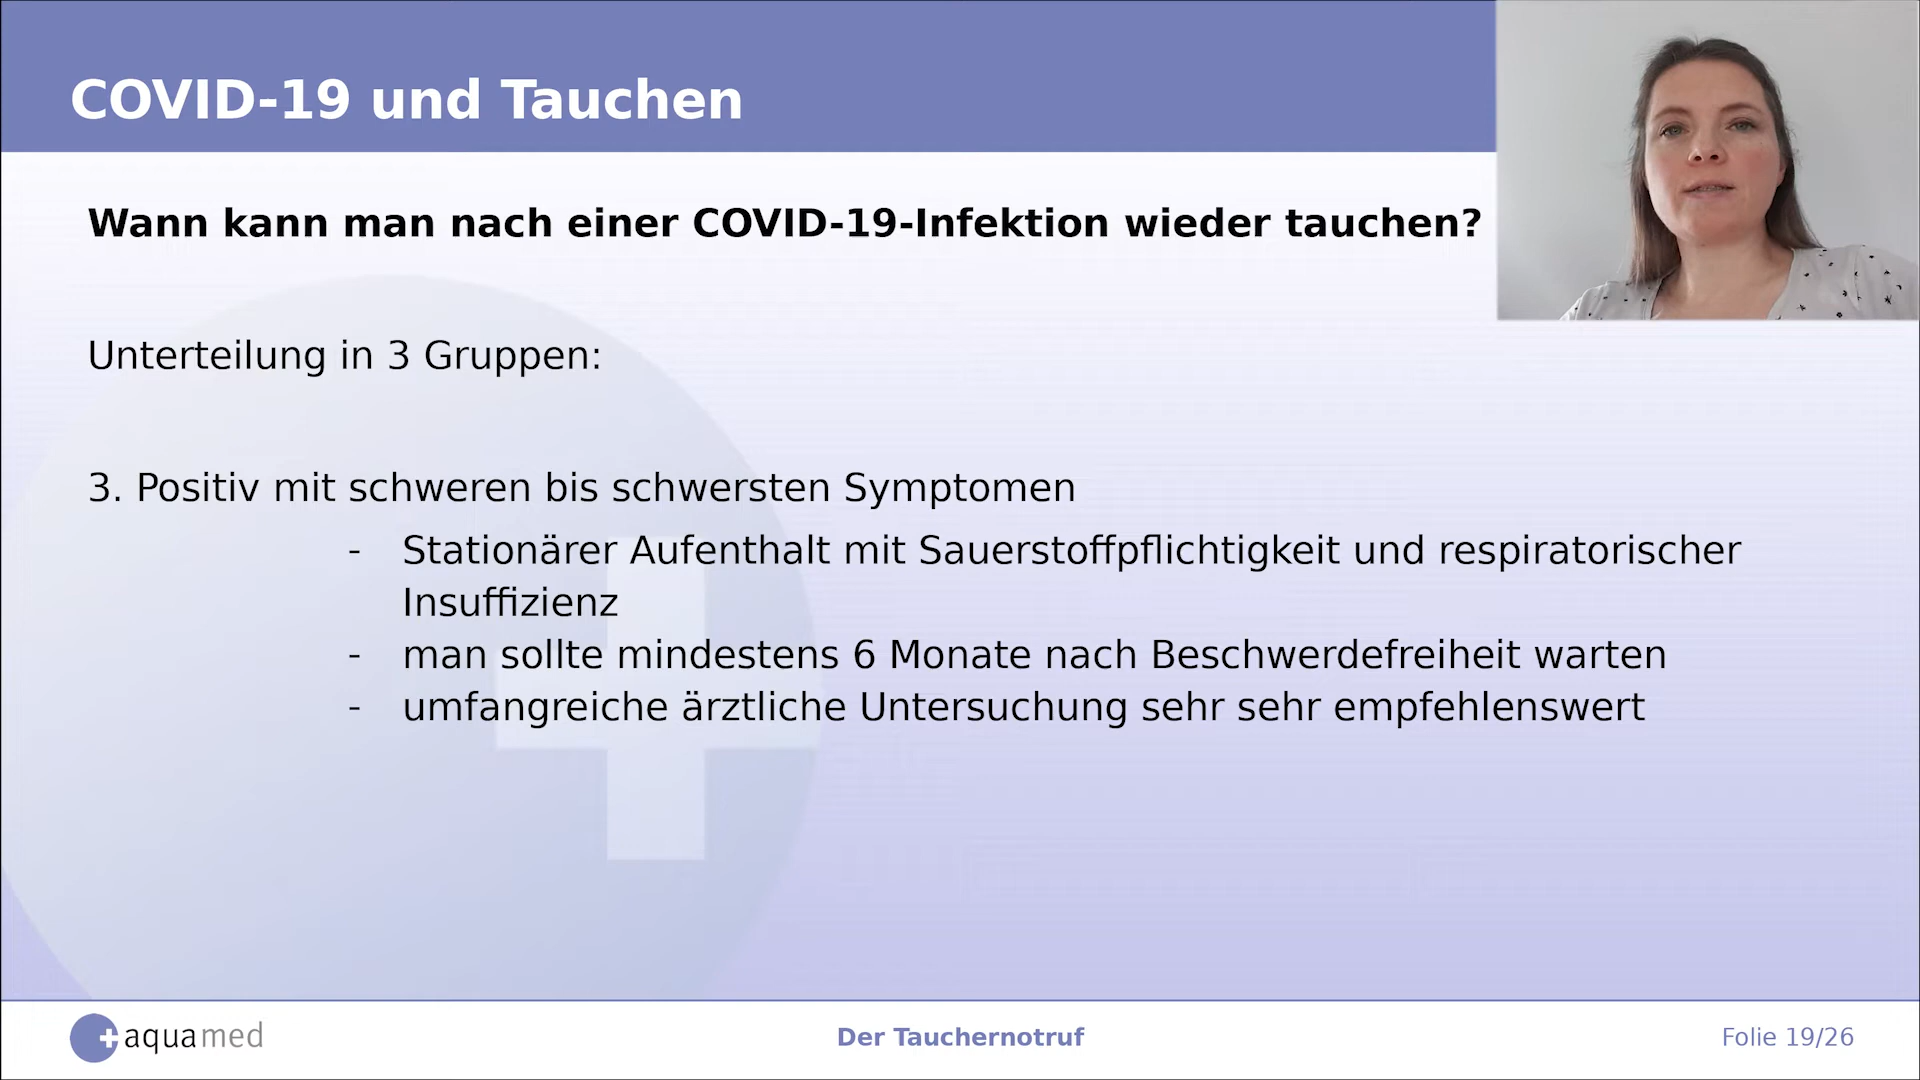 COVID-19 und Tauchen
Wann kann man nach einer COVID-19-Infektion wieder tauchen?
Unterteilung in 3 Gruppen:
3. Positiv mit schweren bis schwersten Symptomen
- Stationärer Aufenthalt mit Sauerstoffpflichtigkeit und respiratorischer
Insuffizienz
- man sollte mindestens 6 Monate nach Beschwerdefreiheit warten
- umfangreiche ärztliche Untersuchung sehr sehr empfehlenswert
aquamed
Der Tauchernotruf
Folie 19/26